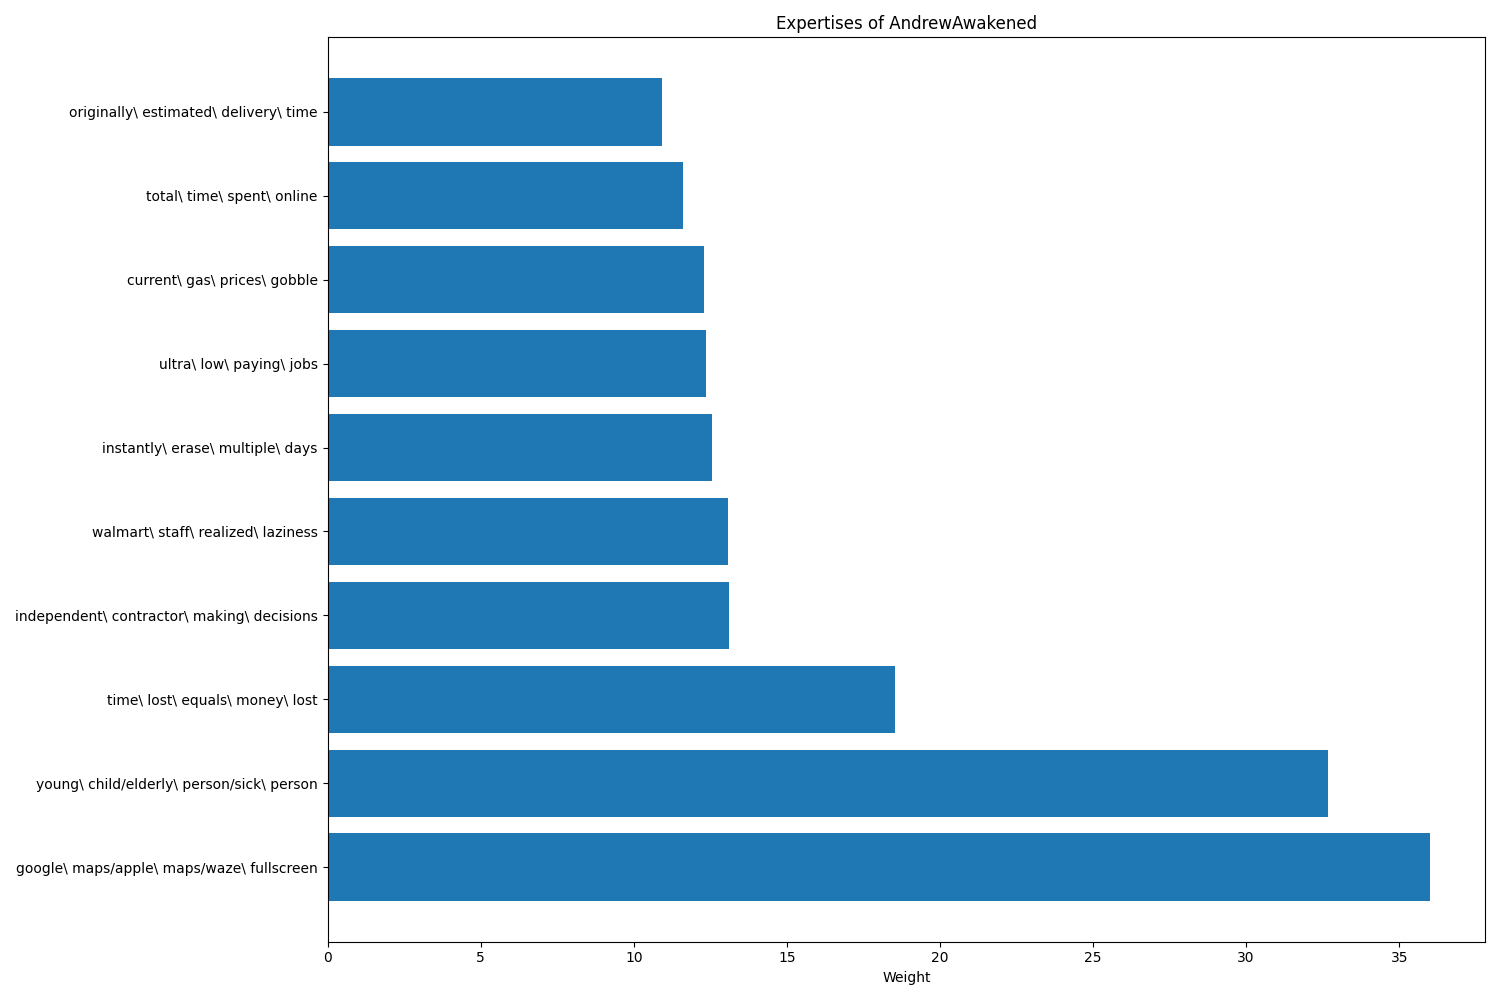 Expertises of AndrewAwakened
originally\ estimated\ delivery\ time
total\ time\ spent\ online
current\ gas\ prices\ gobble
ultra\ low\ paying\ jobs
instantly\ erase\ multiple\ days
walmart\ staff\ realized\ laziness
independent\ contractor\ making\ decisions
time\ lost\ equals\ money\ lost
young\ child/elderly\ person/sick\ person
google\ maps/apple\ maps/waze\ fullscreen
0 5 10 15 20 25 30 35
Weight